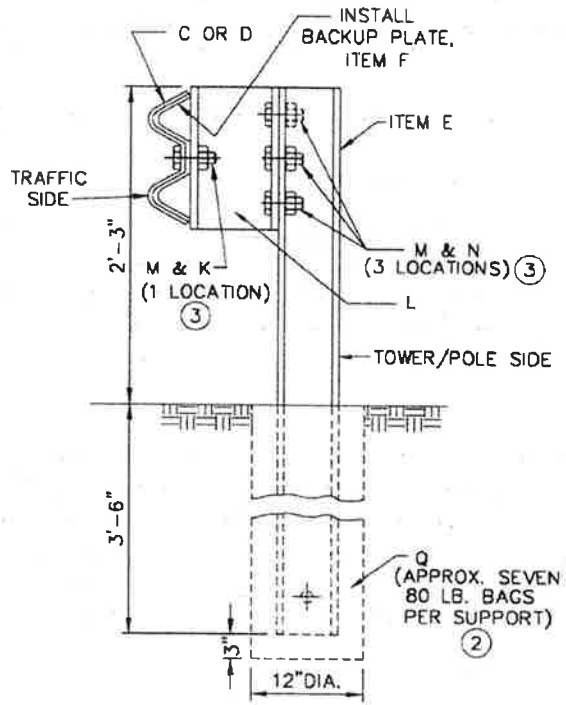 C OR D
INSTALL
BACKUP PLATE,
ITEM F
ITEM E
TRAFFIC
SIDE
2'-3"
M & K
(1 LOCATION)
3
M & N
(3 LOCATIONS) 3
L
TOWER/POLE SIDE
3'-6"
Q
(APPROX. SEVEN
80 LB. BAGS
PER SUPPORT)
2
3"
12"DIA.